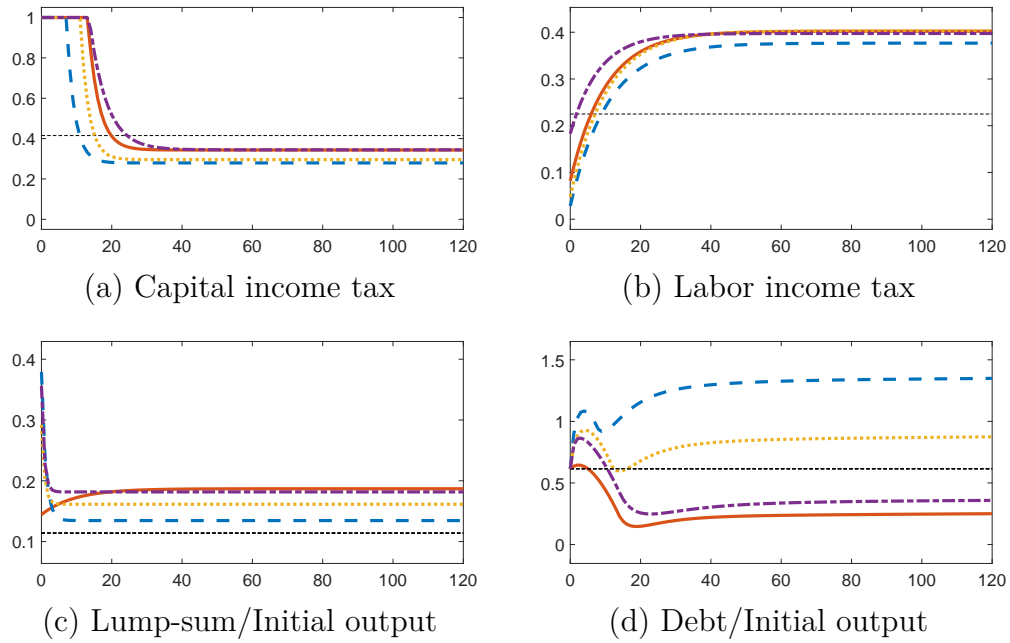 1
0.8
0.6
0.4
0.2
0
0 20 40 60 80 100 120
(a) Capital income tax
0.4
0.3
0.2
0.1
0
0 20 40 60 80 100 120
(b) Labor income tax
0.4
0.3
0.2
0.1
0 20 40 60 80 100 120
(c) Lump-sum/Initial output
1.5
1
0.5
0
0 20 40 60 80 100 120
(d) Debt/Initial output